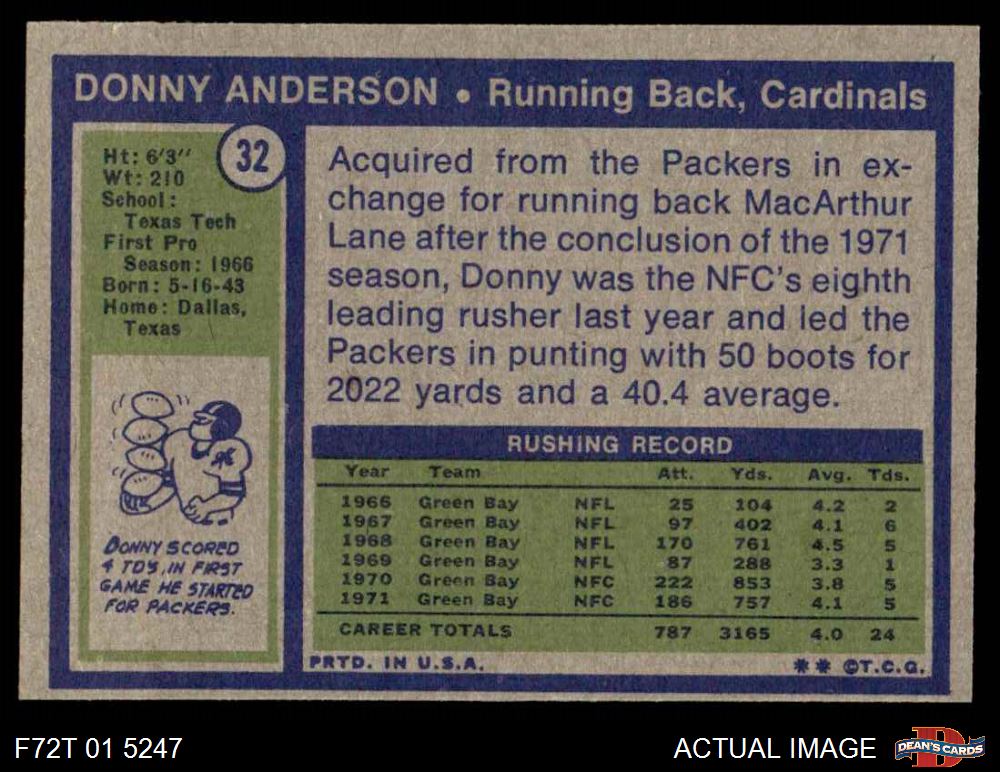 DONNY ANDERSON • Running Back, Cardinals
32
Ht: 6'3"
Wt: 210
School:
Texas Tech
First Pro
Season: 1966
Born: 5-16-43
Home: Dallas,
Texas
DONNY SCORED
4 TDS, IN FIRST
GAME HE STARTED
FOR PACKERS.
Acquired from the Packers in ex-
change for running back MacArthur
Lane after the conclusion of the 1971
season, Donny was the NFC's eighth
leading rusher last year and led the
Packers in punting with 50 boots for
2022 yards and a 40.4 average.
RUSHING RECORD
Year Team Att. Yds. Avg. Tds.
1966 Green Bay NFL 25 104 4.2 2
1967 Green Bay NFL 97 402 4.1 6
1968 Green Bay NFL 170 761 4.5 5
1969 Green Bay NFL 87 288 3.3 1
1970 Green Bay NFC 222 853 3.8 5
1971 Green Bay NFC 186 757 4.1 5
CAREER TOTALS 787 3165 4.0 24
PRTD. IN U.S.A. ** ©T.C.G.
F72T 01 5247 ACTUAL IMAGE DEAN'S CARDS